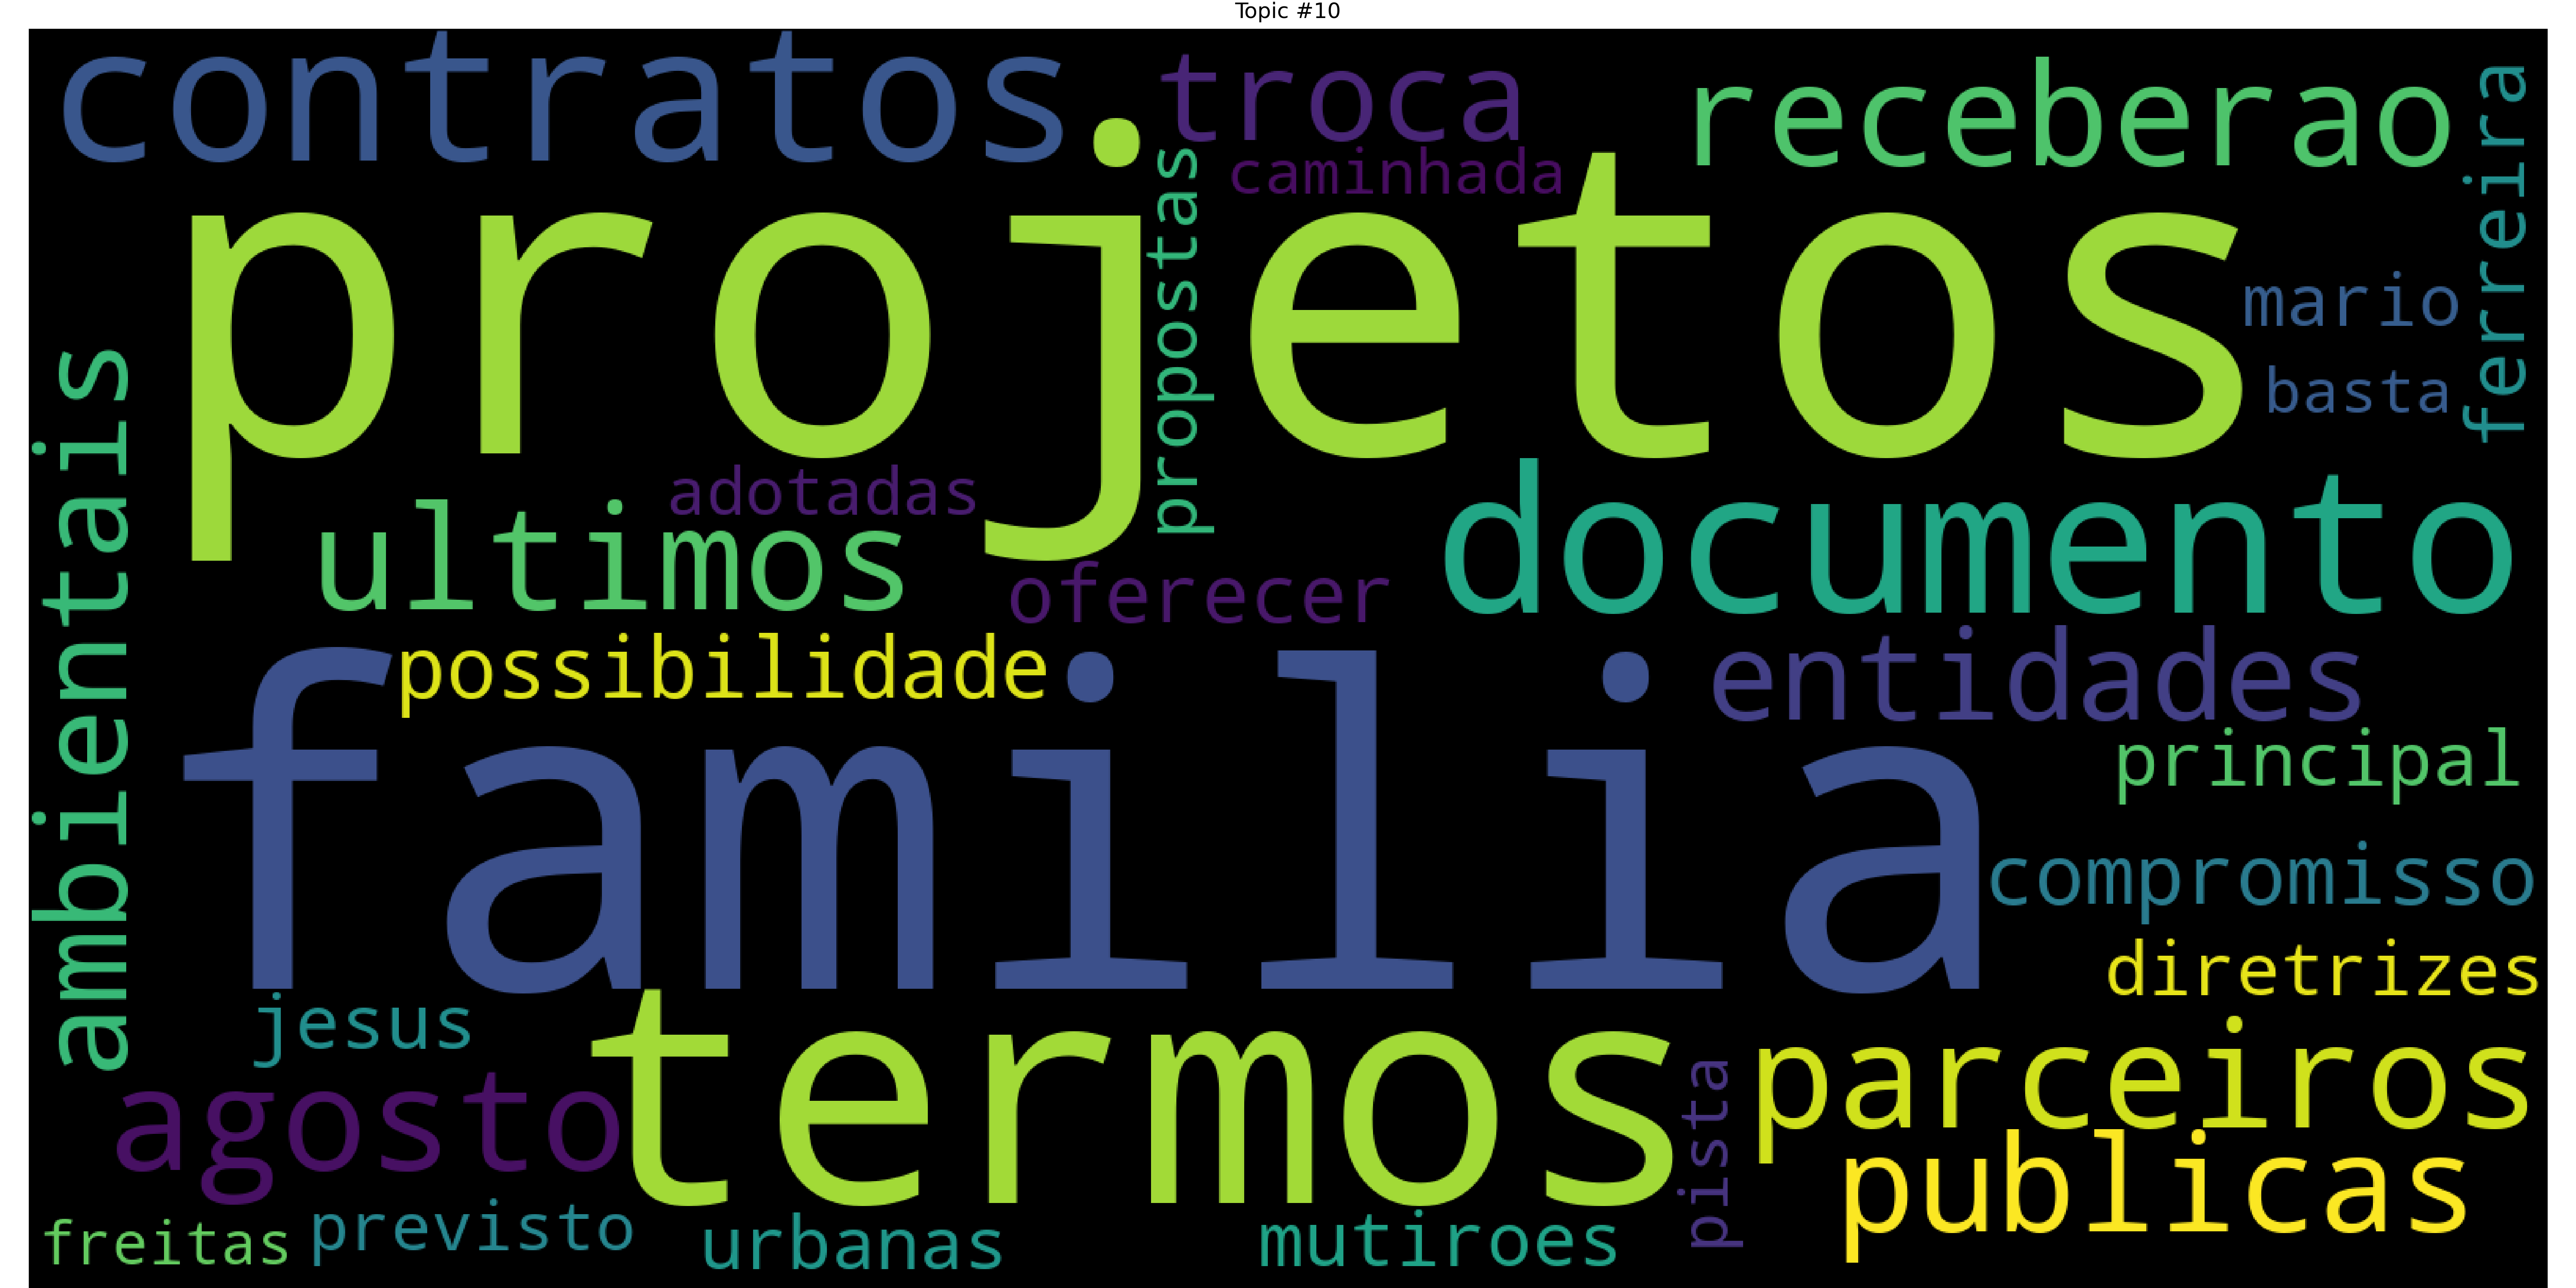 Topic #10
contratos
troca
receberao
ferreira
caminhada
propostas
projetos
mario
basta
ambientais
adotadas
ultimos
documento
oferecer
possibilidade
entidades
familia
principal
compromisso
diretrizes
jesus
termos
parceiros
agosto
pista
publicas
freitas
previsto
urbanas
mutiroes